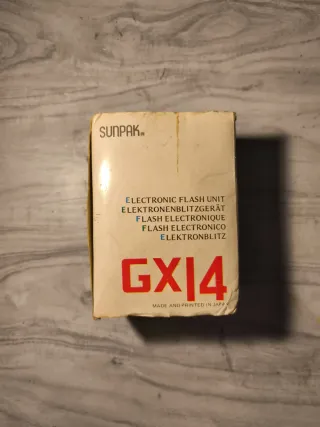 SUNPAK
ELECTRONIC FLASH UNIT
ELEKTRONENBLITZGERÄT
FLASH ELECTRONIQUE
FLASH ELECTRONICO
ELEKTRONBLITZ
GX14
MADE AND PRINTED IN JAPAN